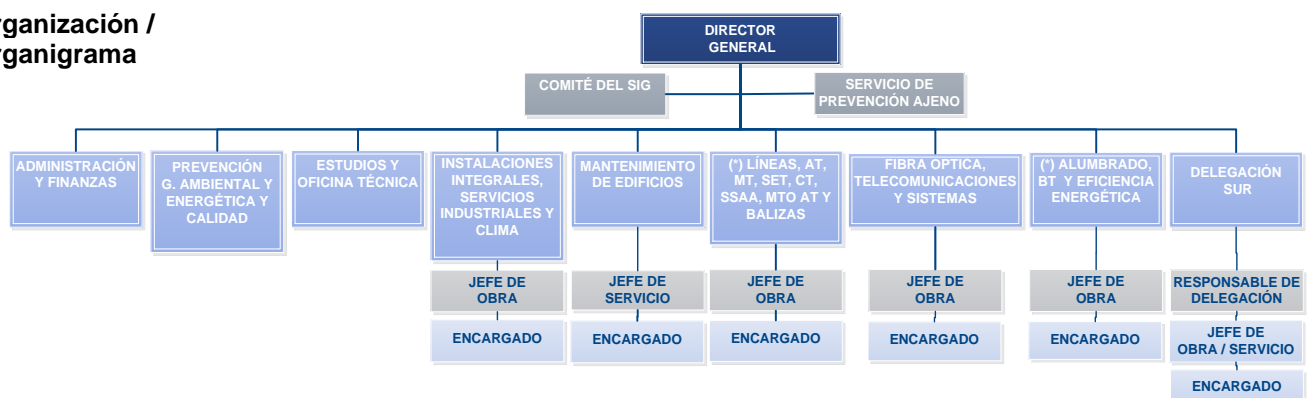 rganización /
rganigrama
DIRECTOR
GENERAL
COMITÉ DEL SIG
SERVICIO DE
PREVENCIÓN AJENO
ADMINISTRACIÓN
Y FINANZAS
PREVENCIÓN
G. AMBIENTAL Y
ENERGÉTICA Y
CALIDAD
ESTUDIOS Y
OFICINA TÉCNICA
INSTALACIONES
INTEGRALES,
SERVICIOS
INDUSTRIALES Y
CLIMA
MANTENIMIENTO
DE EDIFICIOS
(*) LÍNEAS, AT,
MT, SET, CT,
SSAA, MTO AT Y
BALIZAS
FIBRA OPTICA,
TELECOMUNICACIONES
Y SISTEMAS
(*) ALUMBRADO,
BT Y EFICIENCIA
ENERGÉTICA
DELEGACIÓN
SUR
JEFE DE
OBRA
JEFE DE
SERVICIO
JEFE DE
OBRA
JEFE DE
OBRA
JEFE DE
OBRA
RESPONSABLE DE
DELEGACIÓN
ENCARGADO
ENCARGADO
ENCARGADO
ENCARGADO
ENCARGADO
JEFE DE
OBRA / SERVICIO
ENCARGADO